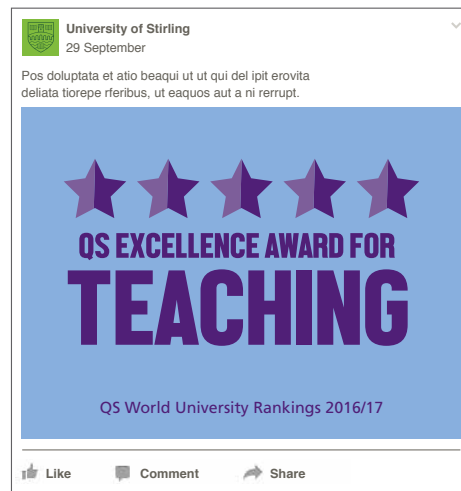 University of Stirling
29 September
Pos doluptata et atio beaqui ut ut qui del ipit erovita
deliata tiorepe rferibus, ut eaquos aut a ni rerrupt.
QS EXCELLENCE AWARD FOR
TEACHING
QS World University Rankings 2016/17
Like Comment Share